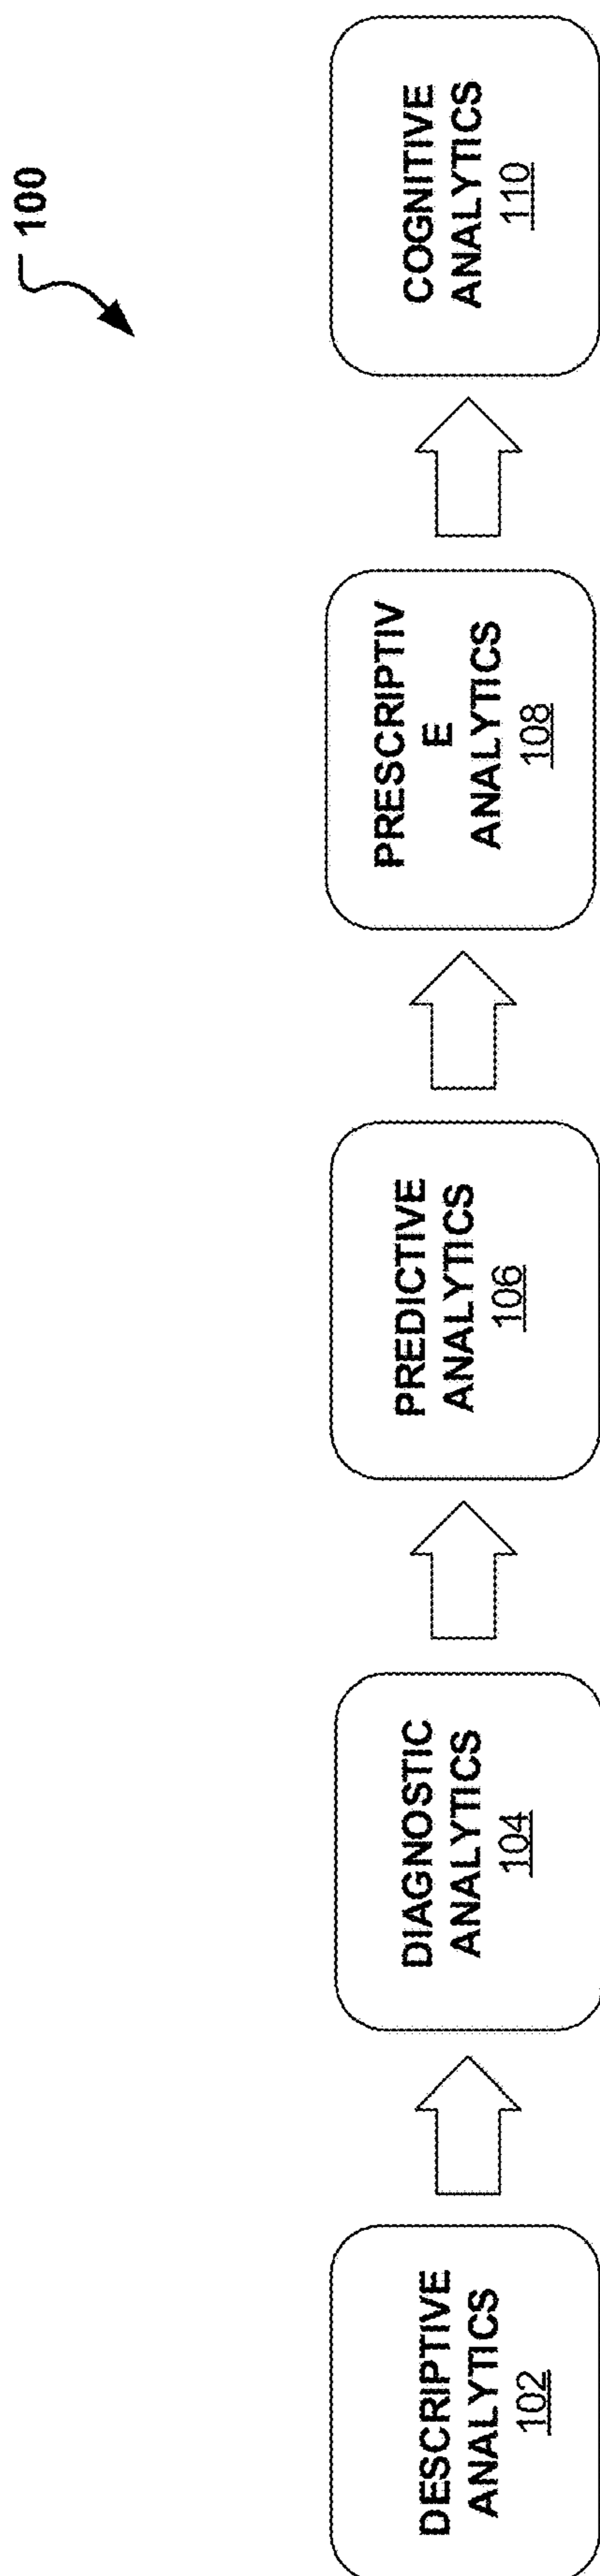 100
DESCRIPTIVE
ANALYTICS
102
DIAGNOSTIC
ANALYTICS
104
PREDICTIVE
ANALYTICS
106
PRESCRIPTIV
E
ANALYTICS
108
COGNITIVE
ANALYTICS
110